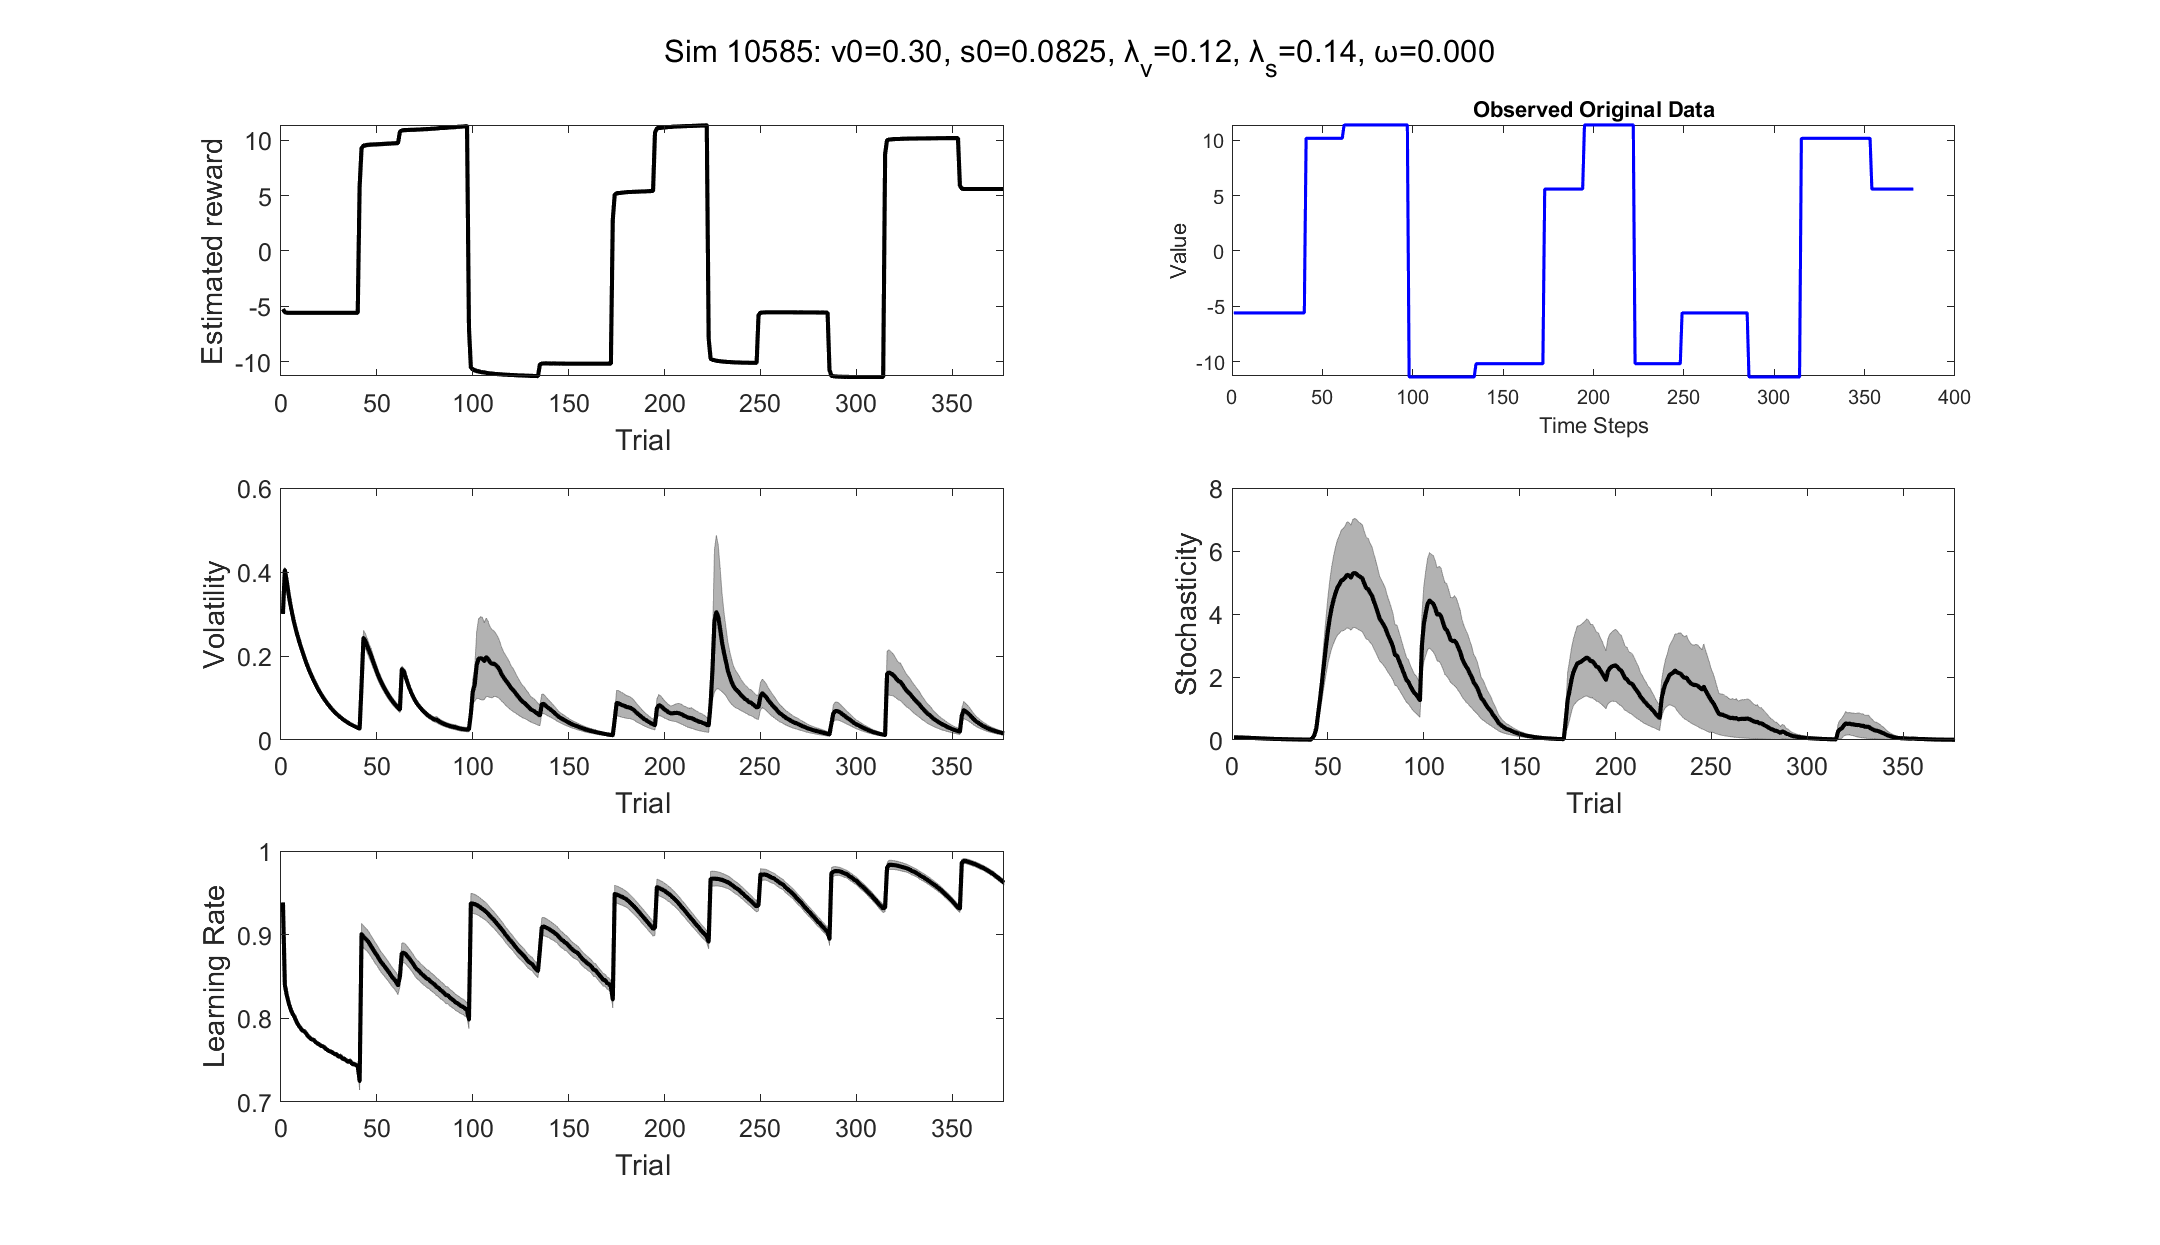 Sim 10585: v0=0.30, s0=0.0825, λ_v=0.12, λ_s=0.14, ω=0.000
Estimated reward
10
5
0
-5
-10
0 50 100 150 200 250 300 350
Trial
Observed Original Data
Value
10
5
0
-5
-10
0 50 100 150 200 250 300 350 400
Time Steps
Volatility
0.6
0.4
0.2
0
0 50 100 150 200 250 300 350
Trial
Stochasticity
8
6
4
2
0
0 50 100 150 200 250 300 350
Trial
Learning Rate
1
0.9
0.8
0.7
0 50 100 150 200 250 300 350
Trial